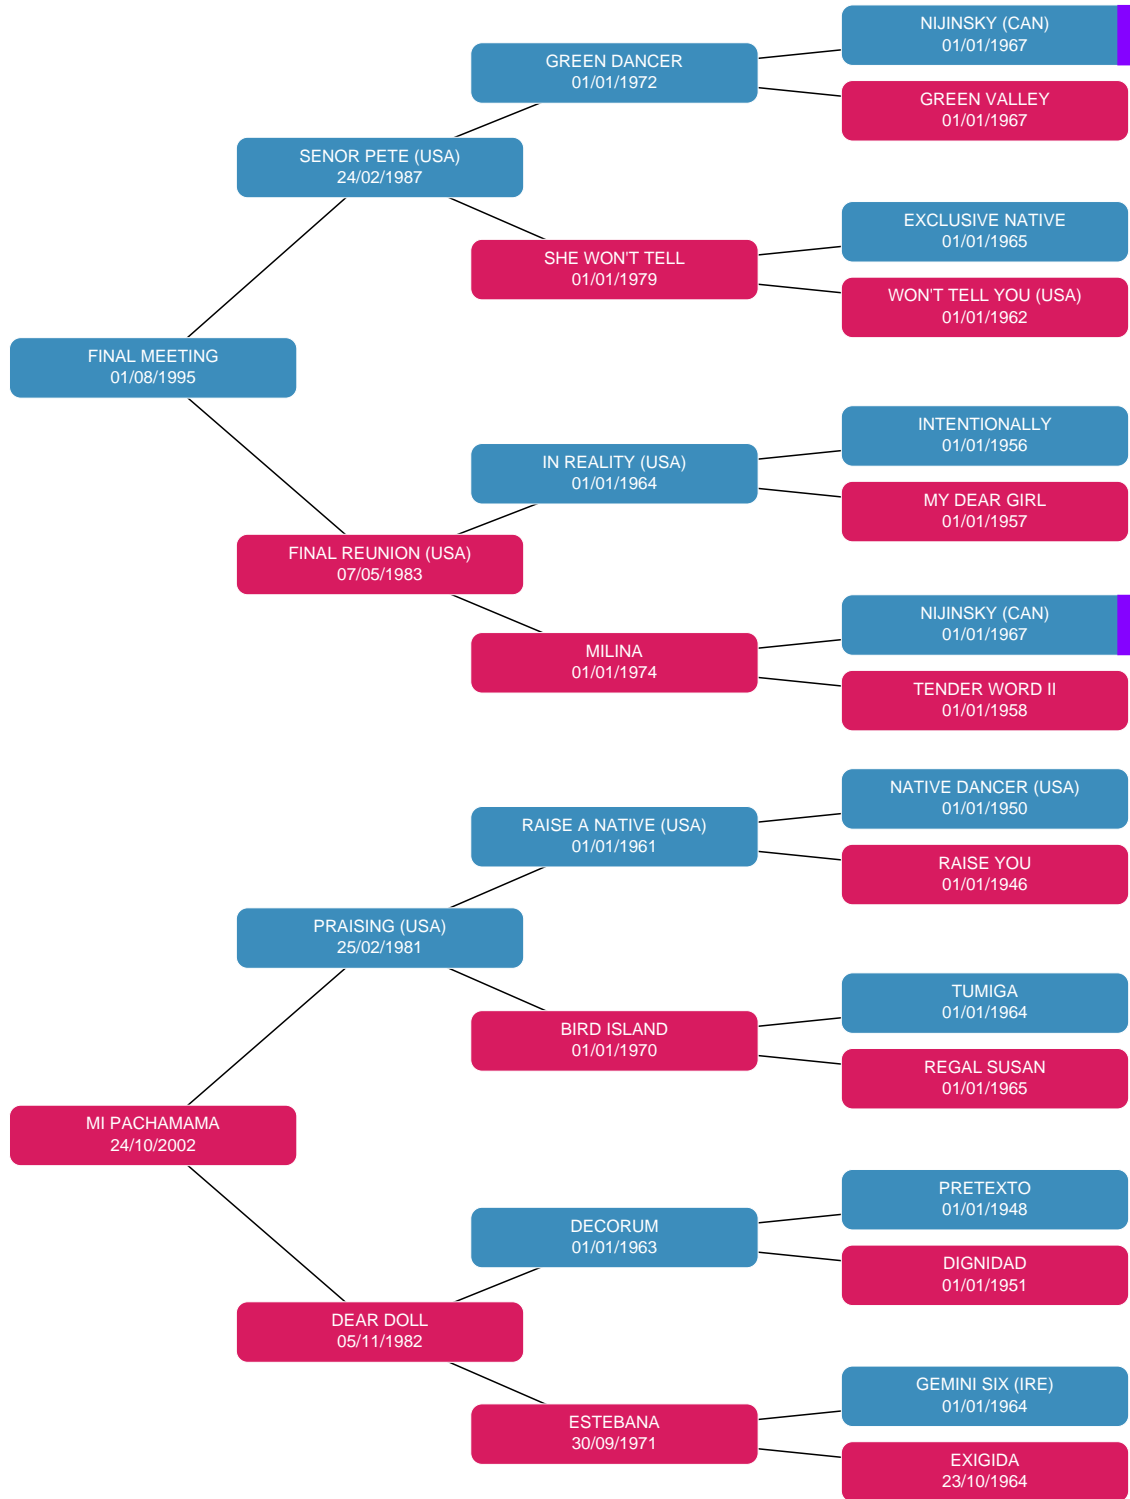 NIJINSKY (CAN)
01/01/1967
GREEN DANCER
01/01/1972
GREEN VALLEY
01/01/1967
SENOR PETE (USA)
24/02/1987
EXCLUSIVE NATIVE
01/01/1965
SHE WON'T TELL
01/01/1979
WON'T TELL YOU (USA)
01/01/1962
FINAL MEETING
01/08/1995
INTENTIONALLY
01/01/1956
IN REALITY (USA)
01/01/1964
MY DEAR GIRL
01/01/1957
FINAL REUNION (USA)
07/05/1983
NIJINSKY (CAN)
01/01/1967
MILINA
01/01/1974
TENDER WORD II
01/01/1958
NATIVE DANCER (USA)
01/01/1950
RAISE A NATIVE (USA)
01/01/1961
RAISE YOU
01/01/1946
PRAISING (USA)
25/02/1981
TUMIGA
01/01/1964
BIRD ISLAND
01/01/1970
REGAL SUSAN
01/01/1965
MI PACHAMAMA
24/10/2002
PRETEXTO
01/01/1948
DECORUM
01/01/1963
DIGNIDAD
01/01/1951
DEAR DOLL
05/11/1982
GEMINI SIX (IRE)
01/01/1964
ESTEBANA
30/09/1971
EXIGIDA
23/10/1964